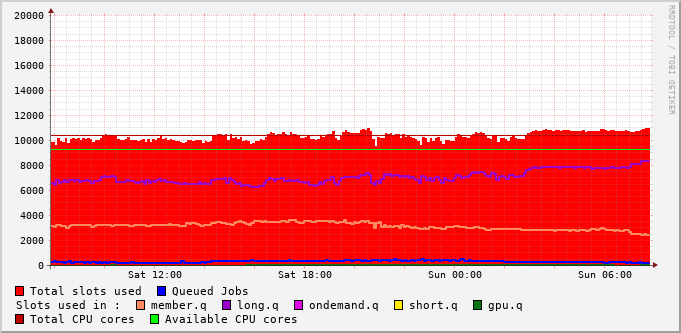 RRDTOOL / TOBI OETIKER
20000
18000
16000
14000
12000
10000
8000
6000
4000
2000
0
Sat 12:00 Sat 18:00 Sun 00:00 Sun 06:00
Total slots used Queued Jobs
Slots used in : member.q long.q ondemand.q short.q gpu.q
Total CPU cores Available CPU cores